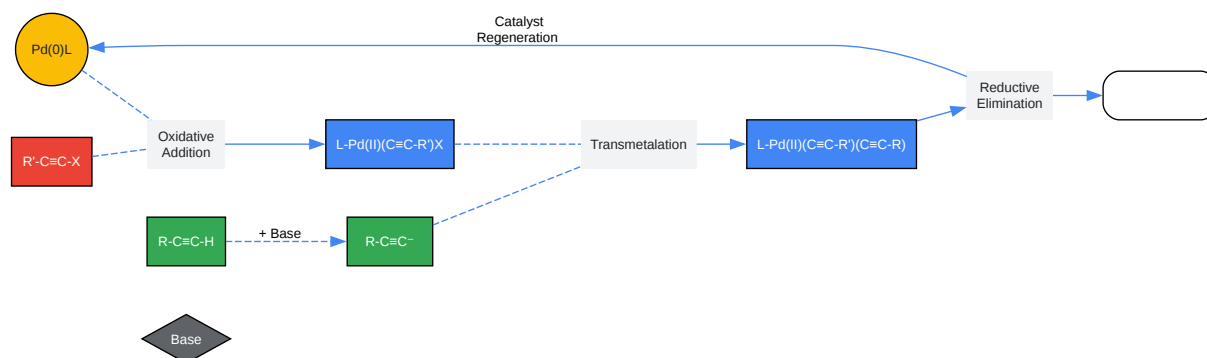 Catalyst
Regeneration
Pd(0)L
Reductive
Elimination
Oxidative
Addition
L-Pd(II)(C≡C-R')X
Transmetalation
L-Pd(II)(C≡C-R')(C≡C-R)
R'-C≡C-X
R-C≡C-H
+ Base
R-C≡C⁻
Base